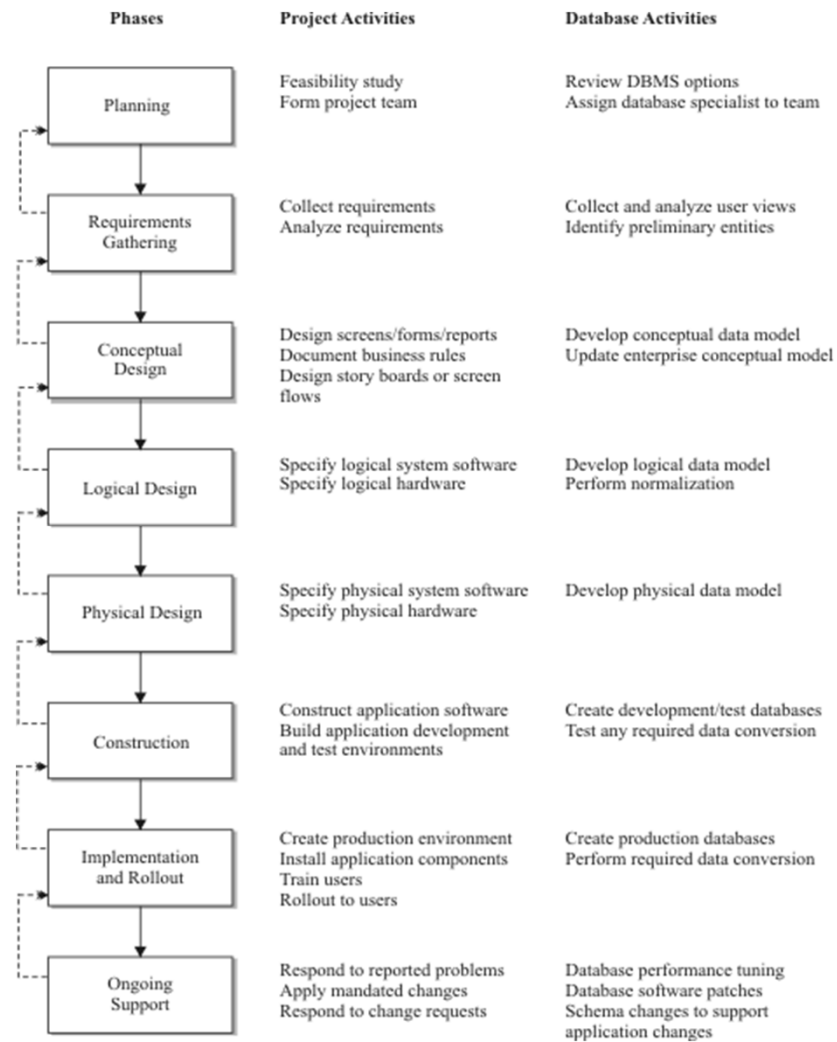 Phases
Project Activities
Database Activities
Planning
Feasibility study
Form project team
Review DBMS options
Assign database specialist to team
Requirements
Gathering
Collect requirements
Analyze requirements
Collect and analyze user views
Identify preliminary entities
Conceptual
Design
Design screens/forms/reports
Document business rules
Design story boards or screen
flows
Develop conceptual data model
Update enterprise conceptual model
Logical Design
Specify logical system software
Specify logical hardware
Develop logical data model
Perform normalization
Physical Design
Specify physical system software
Specify physical hardware
Develop physical data model
Construction
Construct application software
Build application development
and test environments
Create development/test databases
Test any required data conversion
Implementation
and Rollout
Create production environment
Install application components
Train users
Rollout to users
Create production databases
Perform required data conversion
Ongoing
Support
Respond to reported problems
Apply mandated changes
Respond to change requests
Database performance tuning
Database software patches
Schema changes to support
application changes